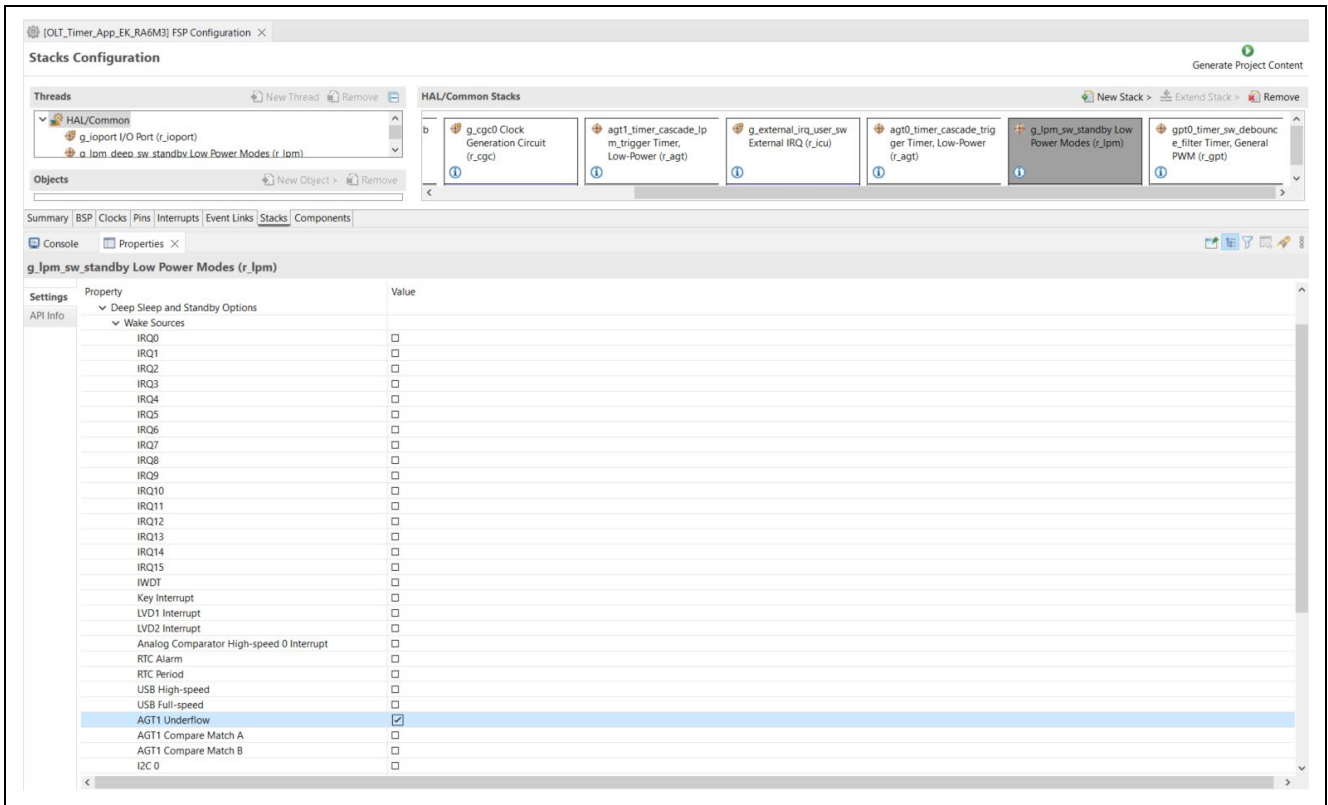 [OLT_Timer_App_EK_RA6M3] FSP Configuration
Stacks Configuration
Generate Project Content
Threads
New Thread
Remove
HAL/Common Stacks
New Stack >
Extend Stack >
Remove
HAL/Common
g_ioport I/O Port (r_ioport)
g_lpm_deep_sw_standby Low Power Modes (r_lpm)
Objects
New Object >
Remove
b
g_cgc0 Clock
Generation Circuit
(r_cgc)
agt1_timer_cascade_lp
m_trigger Timer,
Low-Power (r_agt)
g_external_irq_user_sw
External IRQ (r_icu)
agt0_timer_cascade_trig
ger Timer, Low-Power
(r_agt)
g_lpm_sw_standby Low
Power Modes (r_lpm)
gpt0_timer_sw_debounc
e_filter Timer, General
PWM (r_gpt)
Summary BSP Clocks Pins Interrupts Event Links Stacks Components
Console Properties
g_lpm_sw_standby Low Power Modes (r_lpm)
Settings
API Info
Property Value
Deep Sleep and Standby Options
Wake Sources
IRQ0
IRQ1
IRQ2
IRQ3
IRQ4
IRQ5
IRQ6
IRQ7
IRQ8
IRQ9
IRQ10
IRQ11
IRQ12
IRQ13
IRQ14
IRQ15
IWDT
Key Interrupt
LVD1 Interrupt
LVD2 Interrupt
Analog Comparator High-speed 0 Interrupt
RTC Alarm
RTC Period
USB High-speed
USB Full-speed
AGT1 Underflow
AGT1 Compare Match A
AGT1 Compare Match B
I2C 0